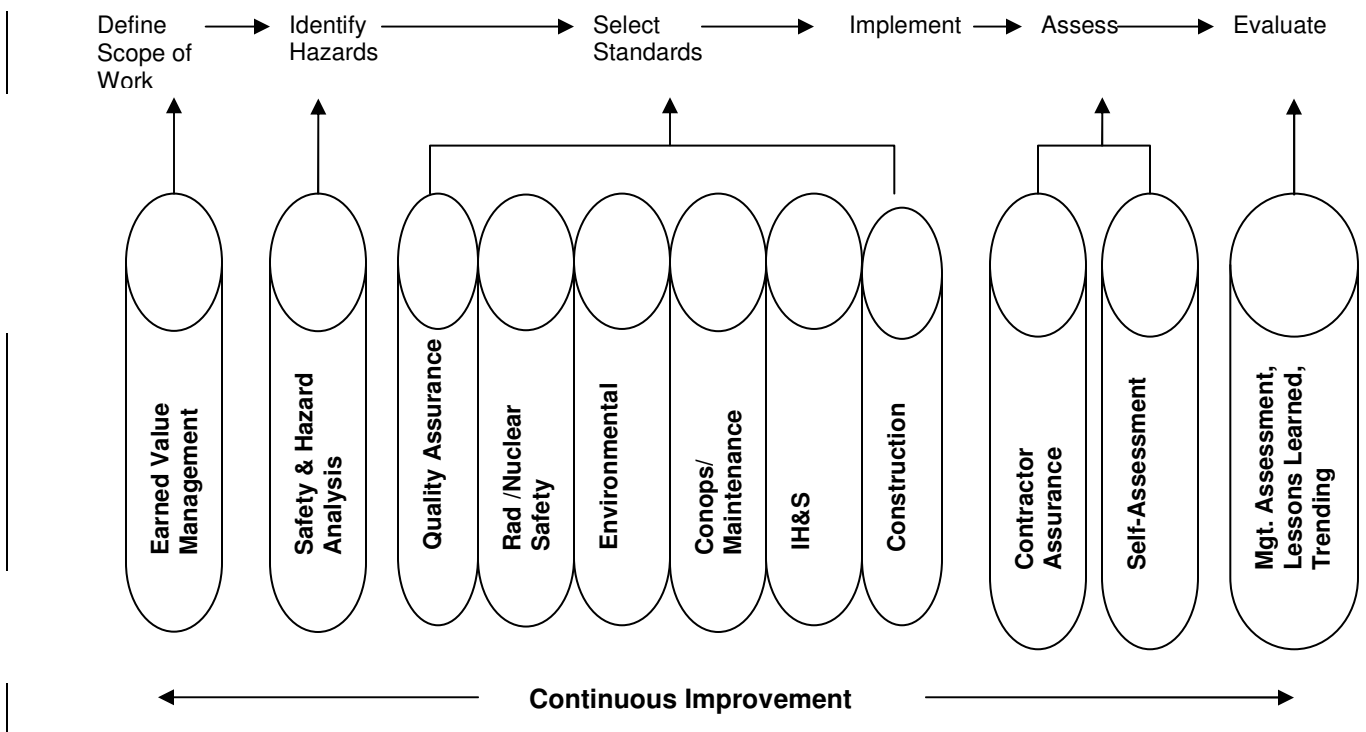 Define
Scope of
Work
Identify
Hazards
Select
Standards
Implement
Assess
Evaluate
Earned Value
Management
Safety & Hazard
Analysis
Quality Assurance
Rad /Nuclear
Safety
Environmental
Conops/
Maintenance
IH&S
Construction
Contractor
Assurance
Self-Assessment
Mgt. Assessment,
Lessons Learned,
Trending
Continuous Improvement